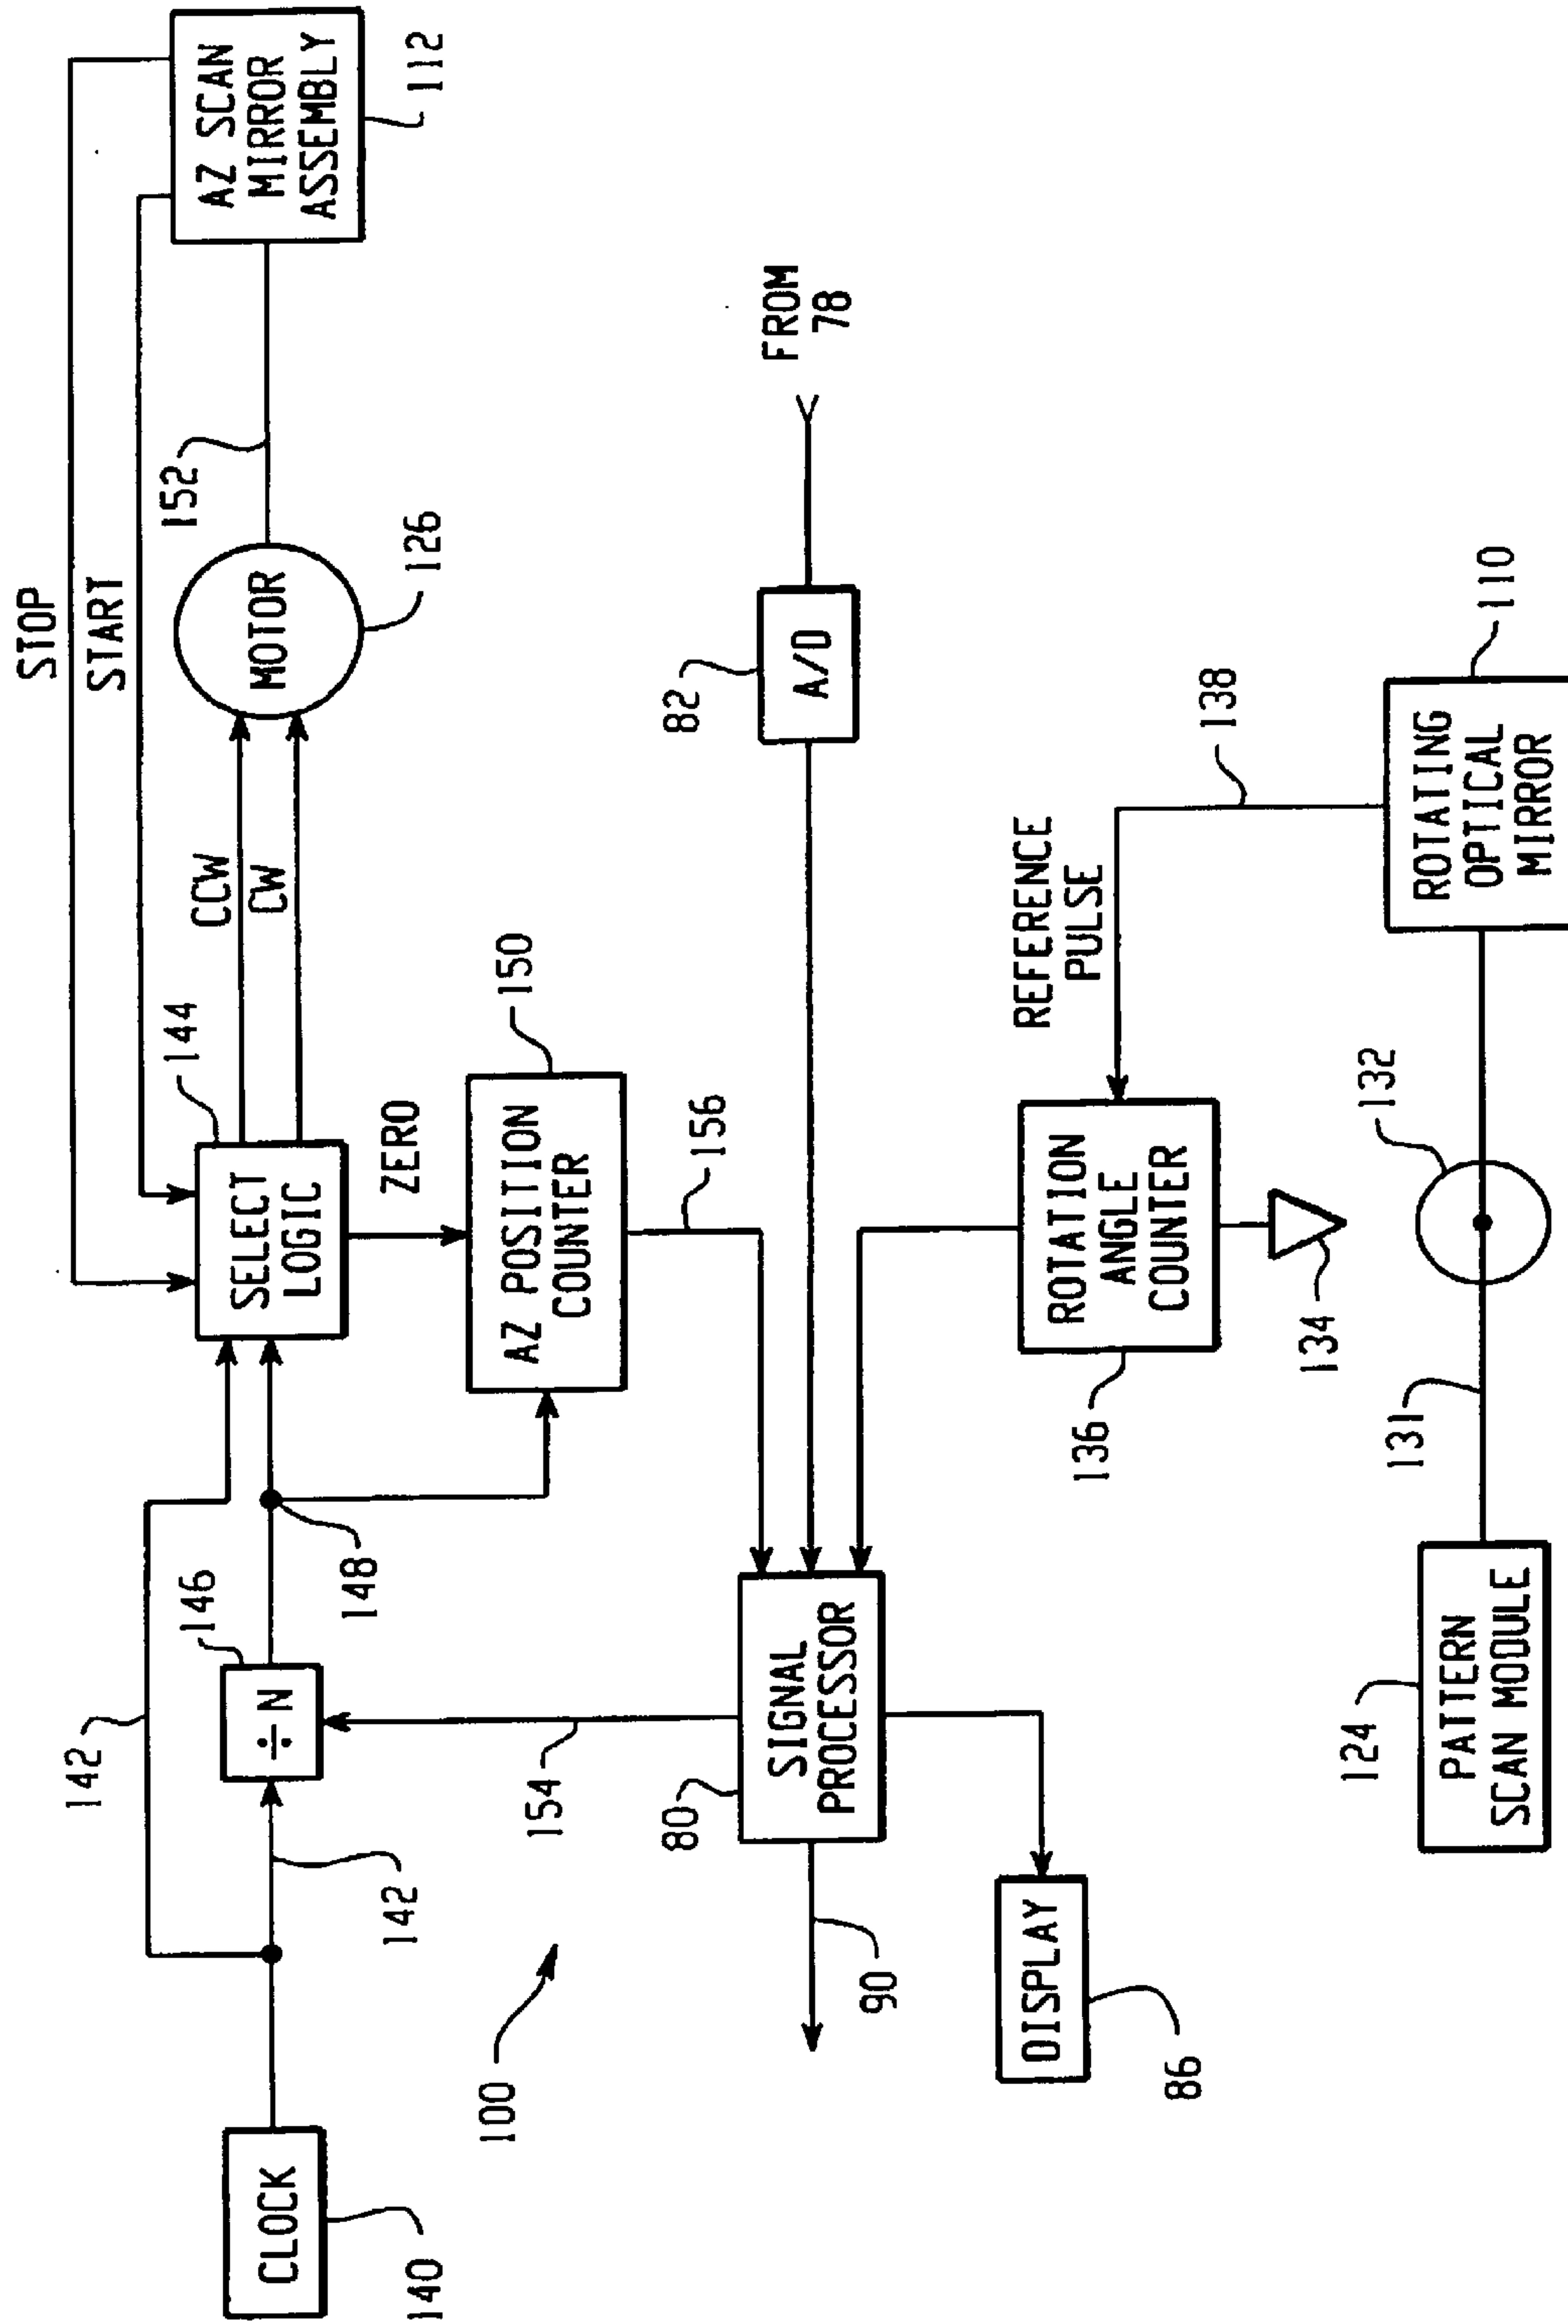 STOP
START
AZ SCAN
MIRROR
ASSEMBLY
112
152
MOTOR
126
CCW
CW
144
SELECT
LOGIC
ZERO
150
AZ POSITION
COUNTER
156
142
146
÷ N
148
142
154
CLOCK
140
100
FROM
78
82
A/D
SIGNAL
PROCESSOR
80
90
DISPLAY
86
REFERENCE
PULSE
138
ROTATION
ANGLE
COUNTER
136
134
132
131
ROTATING
OPTICAL
MIRROR
110
PATTERN
SCAN MODULE
124